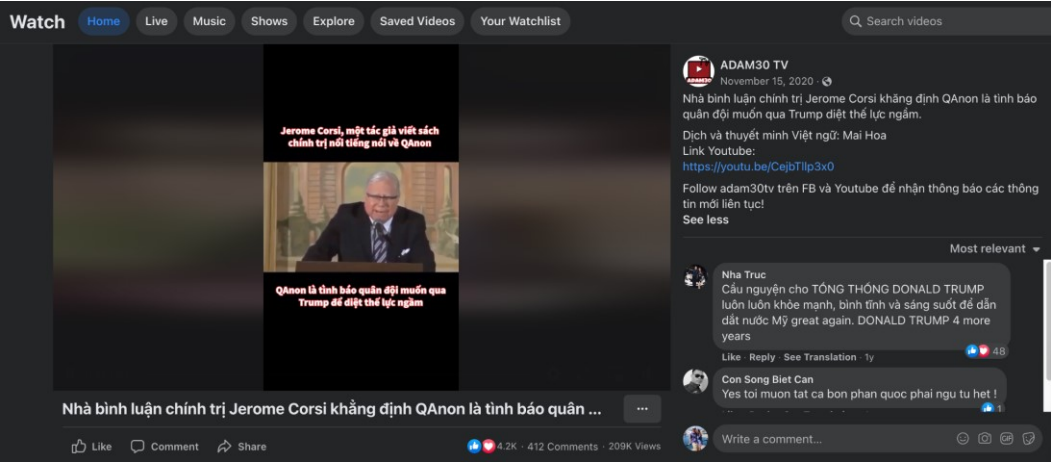 Watch
Home
Live
Music
Shows
Explore
Saved Videos
Your Watchlist
Search videos
Jerome Corsi, một tác giả viết sách
chính trị nổi tiếng nói về QAnon
QAnon là tình báo quân đội muốn qua
Trump để diệt thế lực ngầm
Nhà bình luận chính trị Jerome Corsi khẳng định QAnon là tình báo quân ...
Like
Comment
Share
4.2K · 412 Comments · 209K Views
ADAM30
ADAM30 TV
November 15, 2020 ·
Nhà bình luận chính trị Jerome Corsi khăng định QAnon là tình báo
quân đội muốn qua Trump diệt thế lực ngầm.
Dịch và thuyết minh Việt ngữ: Mai Hoa
Link Youtube:
https://youtu.be/CejbTllp3x0
Follow adam30tv trên FB và Youtube để nhận thông báo các thông
tin mới liên tục!
See less
Most relevant
Nha Truc
Cầu nguyện cho TỔNG THỐNG DONALD TRUMP
luôn luôn khỏe mạnh, bình tĩnh và sáng suốt để dẫn
dắt nước Mỹ great again. DONALD TRUMP 4 more
years
48
Like · Reply · See Translation · 1y
Con Song Biet Can
Yes toi muon tat ca bon phan quoc phai ngu tu het !
1
Write a comment...
GIF